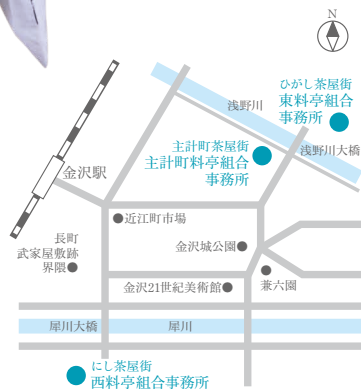 N
ひがし茶屋街
東料亭組合
事務所
浅野川
浅野川大橋
主計町茶屋街
主計町料亭組合
事務所
金沢駅
近江町市場
長町
武家屋敷跡
界隈
金沢城公園
兼六園
金沢21世紀美術館
犀川大橋
犀川
にし茶屋街
西料亭組合事務所